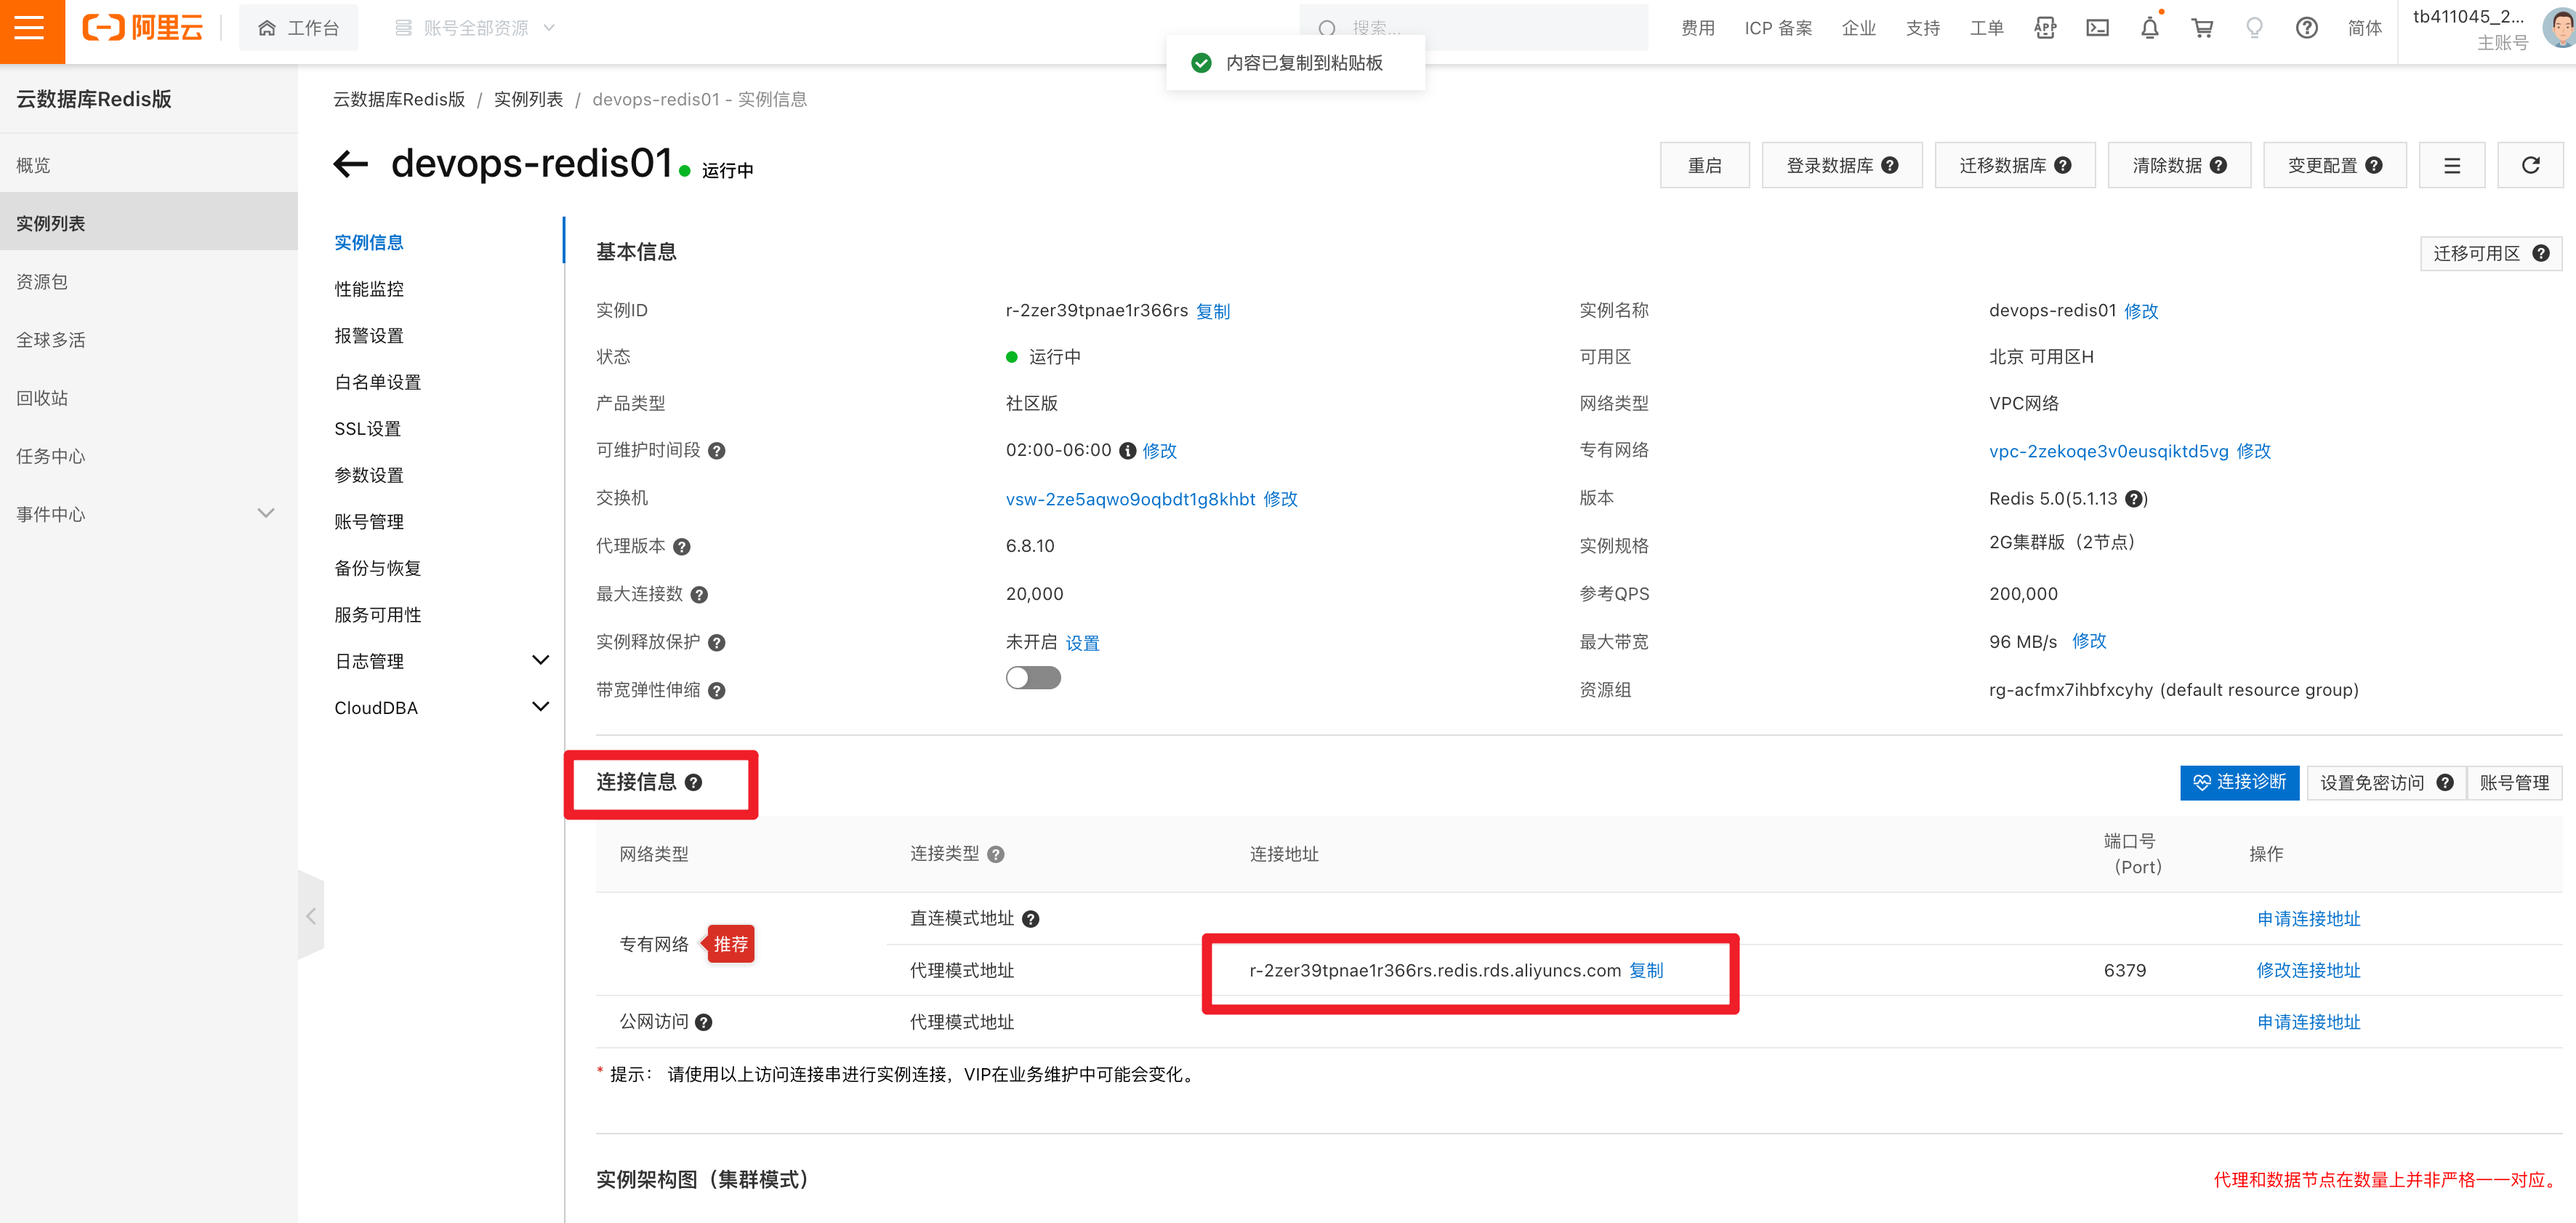 阿里云
工作台
账号全部资源
搜索...
费用
ICP 备案
企业
支持
工单
简体
tb411045_2...
主账号
内容已复制到粘贴板
云数据库Redis版
概览
实例列表
资源包
全球多活
回收站
任务中心
事件中心
云数据库Redis版 / 实例列表 / devops-redis01 - 实例信息
devops-redis01 运行中
重启
登录数据库
迁移数据库
清除数据
变更配置
实例信息
性能监控
报警设置
白名单设置
SSL设置
参数设置
账号管理
备份与恢复
服务可用性
日志管理
CloudDBA
基本信息
迁移可用区
实例ID r-2zer39tpnae1r366rs 复制 实例名称 devops-redis01 修改
状态 运行中 可用区 北京 可用区H
产品类型 社区版 网络类型 VPC网络
可维护时间段 02:00-06:00 修改 专有网络 vpc-2zekoqe3v0eusqiktd5vg 修改
交换机 vsw-2ze5aqwo9oqbdt1g8khbt 修改 版本 Redis 5.0(5.1.13 )
代理版本 6.8.10 实例规格 2G集群版（2节点）
最大连接数 20,000 参考QPS 200,000
实例释放保护 未开启 设置 最大带宽 96 MB/s 修改
带宽弹性伸缩 资源组 rg-acfmx7ihbfxcyhy (default resource group)
连接信息
连接诊断
设置免密访问
账号管理
网络类型 连接类型 连接地址 端口号（Port） 操作
专有网络 推荐
直连模式地址 申请连接地址
代理模式地址 r-2zer39tpnae1r366rs.redis.rds.aliyuncs.com 复制 6379 修改连接地址
公网访问 代理模式地址 申请连接地址
* 提示： 请使用以上访问连接串进行实例连接，VIP在业务维护中可能会变化。
实例架构图（集群模式）
代理和数据节点在数量上并非严格一一对应。